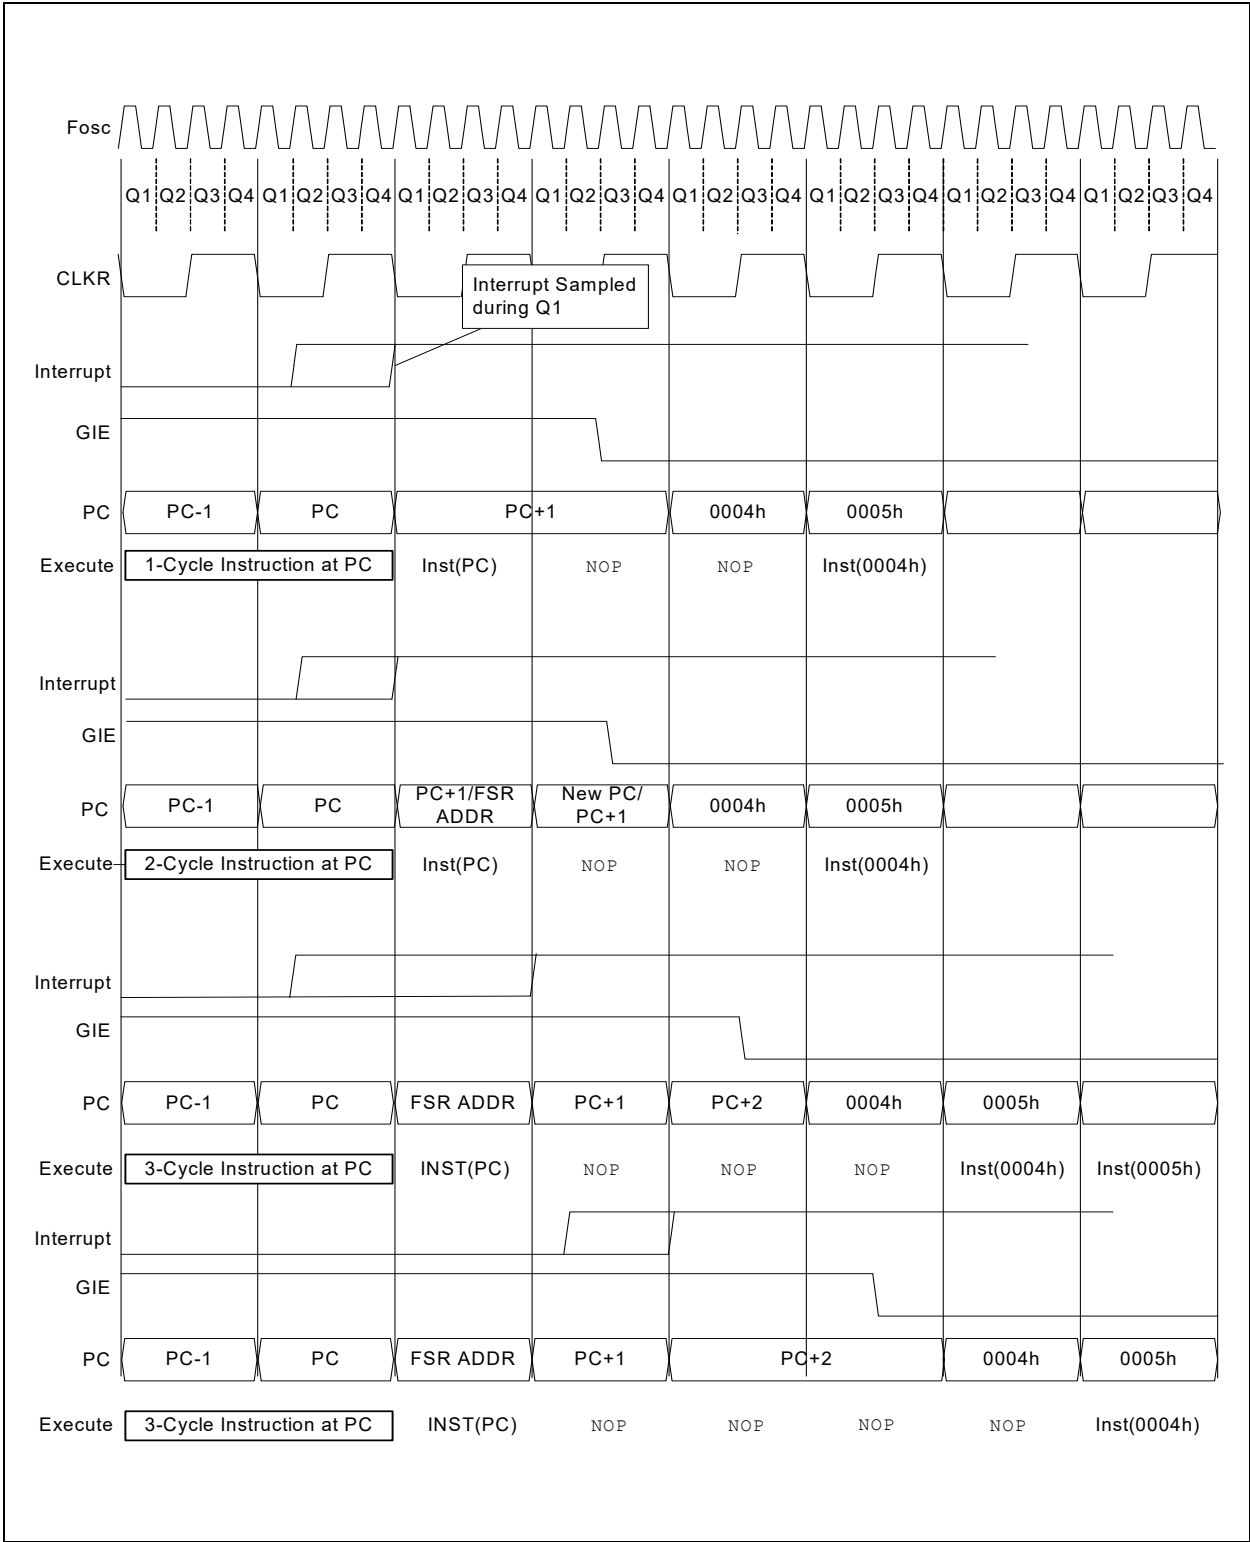 Fosc
Q1 Q2 Q3 Q4 Q1 Q2 Q3 Q4 Q1 Q2 Q3 Q4 Q1 Q2 Q3 Q4 Q1 Q2 Q3 Q4 Q1 Q2 Q3 Q4 Q1 Q2 Q3 Q4 Q1 Q2 Q3 Q4
CLKR
Interrupt Sampled
during Q1
Interrupt
GIE
PC PC-1 PC PC+1 0004h 0005h
Execute 1-Cycle Instruction at PC Inst(PC) NOP NOP Inst(0004h)
Interrupt
GIE
PC PC-1 PC PC+1/FSR ADDR New PC/ PC+1 0004h 0005h
Execute 2-Cycle Instruction at PC Inst(PC) NOP NOP Inst(0004h)
Interrupt
GIE
PC PC-1 PC FSR ADDR PC+1 PC+2 0004h 0005h
Execute 3-Cycle Instruction at PC INST(PC) NOP NOP NOP Inst(0004h) Inst(0005h)
Interrupt
GIE
PC PC-1 PC FSR ADDR PC+1 PC+2 0004h 0005h
Execute 3-Cycle Instruction at PC INST(PC) NOP NOP NOP NOP Inst(0004h)